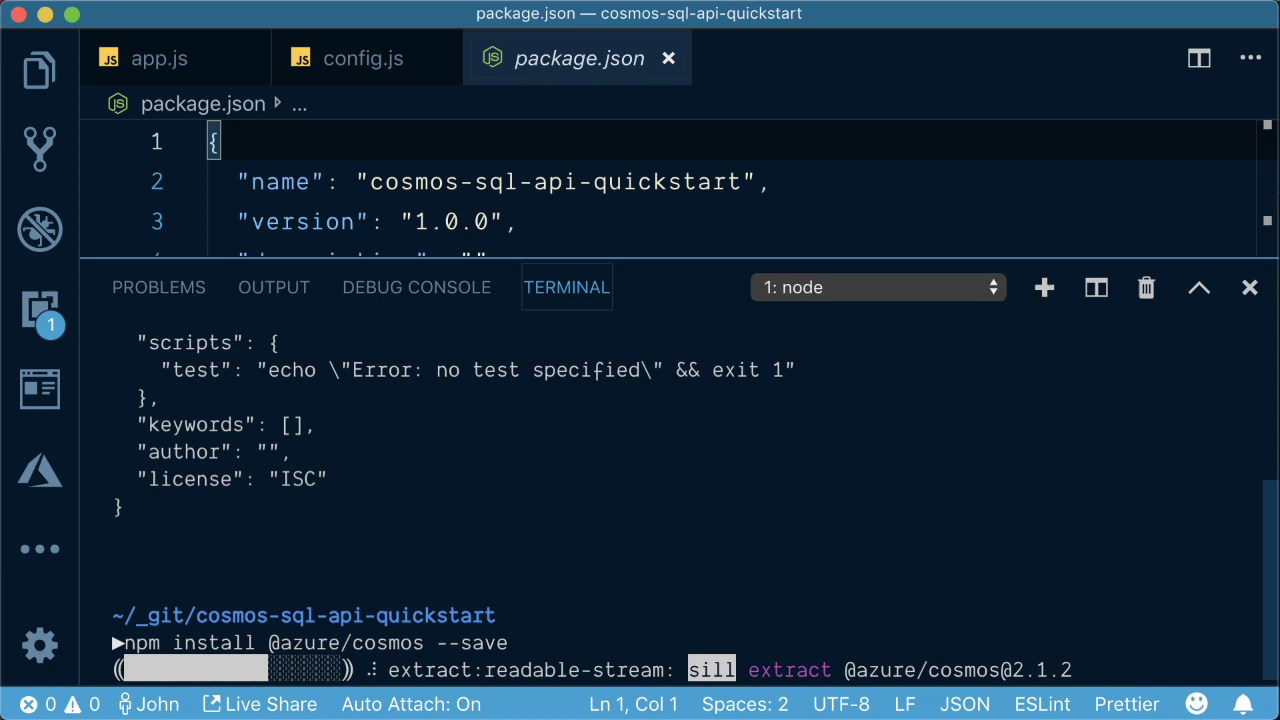 package.json — cosmos-sql-api-quickstart
JS app.js
JS config.js
JS package.json ×
JS package.json ...
1 {
2 "name": "cosmos-sql-api-quickstart",
3 "version": "1.0.0",
PROBLEMS OUTPUT DEBUG CONSOLE TERMINAL 1: node
1
"scripts": {
"test": "echo \"Error: no test specified\" && exit 1"
},
"keywords": [],
"author": "",
"license": "ISC"
}
~/_git/cosmos-sql-api-quickstart
▶npm install @azure/cosmos --save
extract:readable-stream: sill extract @azure/cosmos@2.1.2
0 0 John Live Share Auto Attach: On Ln 1, Col 1 Spaces: 2 UTF-8 LF JSON ESLint Prettier